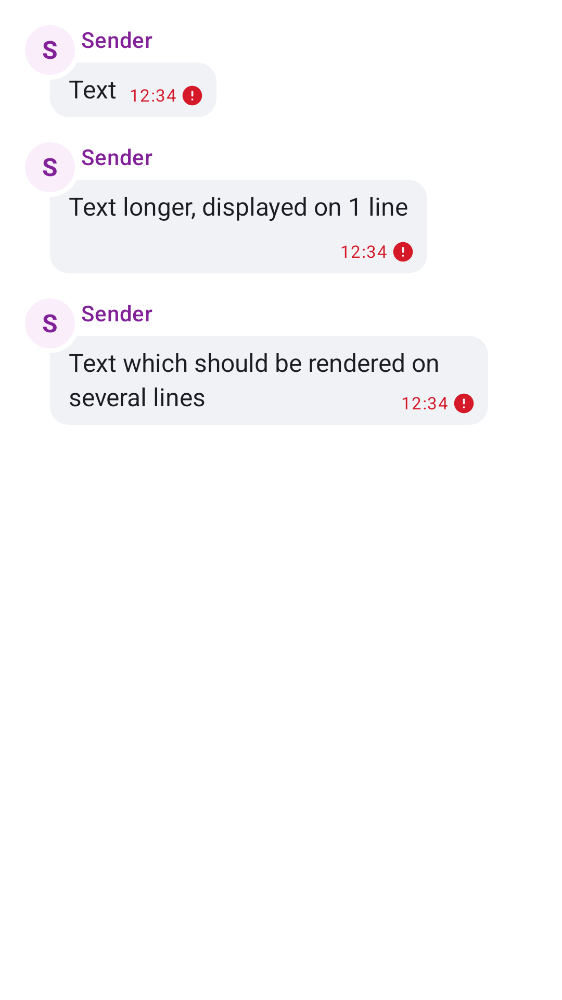 S Sender
Text 12:34
S Sender
Text longer, displayed on 1 line
12:34
S Sender
Text which should be rendered on
several lines 12:34